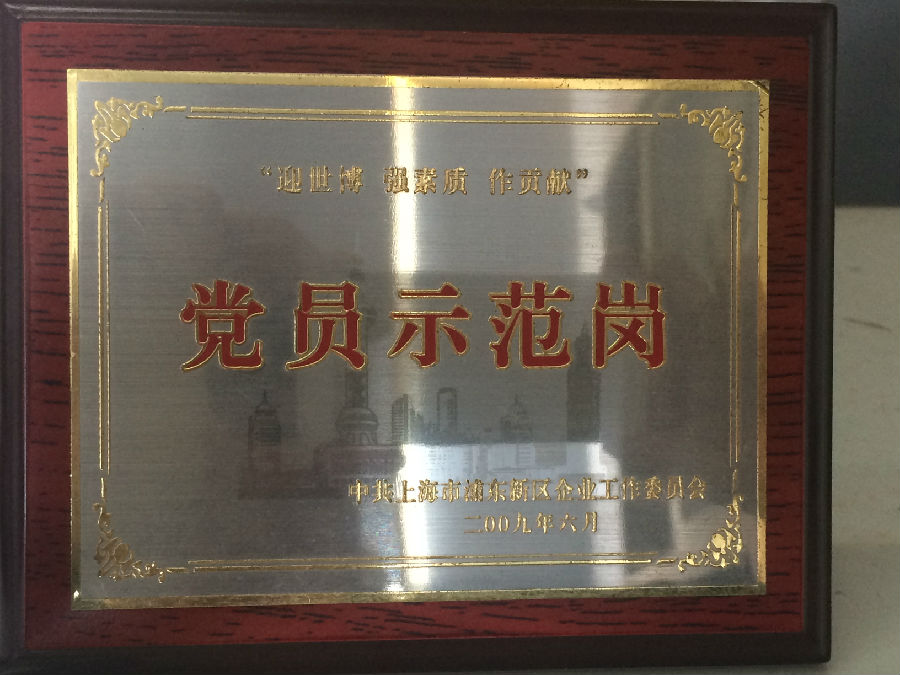 “迎世博 强素质 作贡献”
党员示范岗
中共上海市浦东新区企业工作委员会
二00九年六月